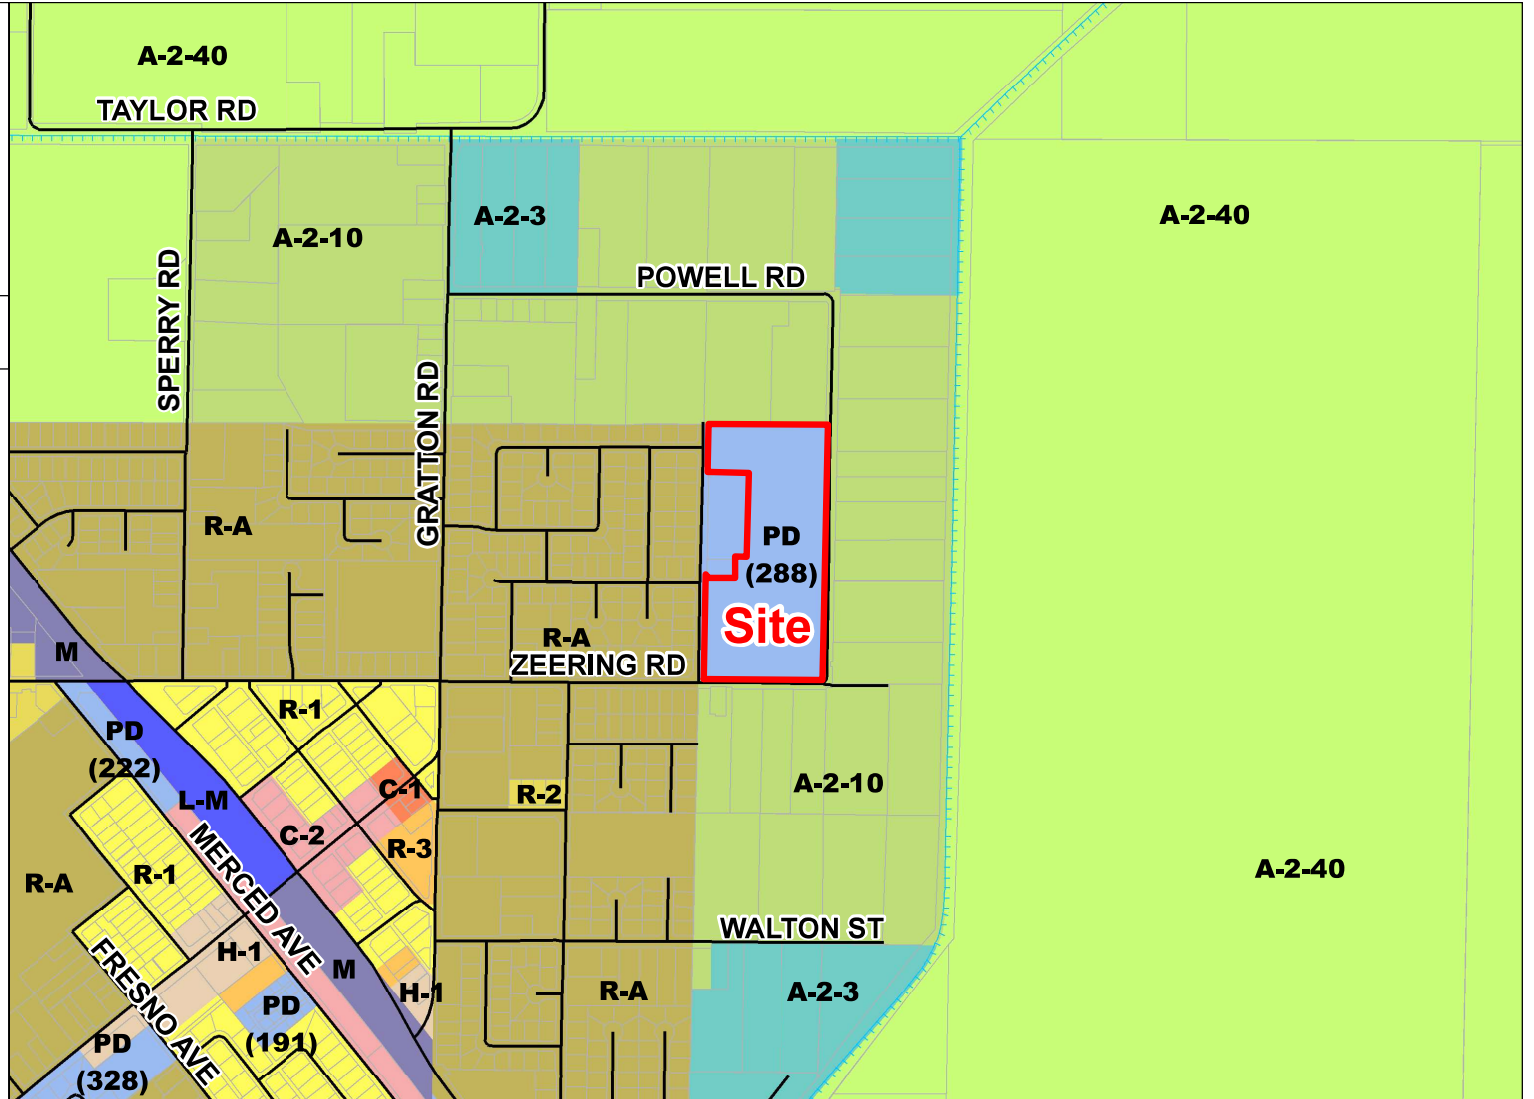 A-2-40
TAYLOR RD
A-2-3
A-2-40
A-2-10
POWELL RD
SPERRY RD
GRATTON RD
R-A
PD
(288)
Site
R-A
M
ZEERING RD
R-1
PD
(222)
A-2-10
C-1
R-2
L-M
C-2
R-3
MERCED AVE
R-1
R-A
A-2-40
WALTON ST
H-1
FRESNO AVE
M
H-1
R-A
A-2-3
PD
(191)
PD
(328)